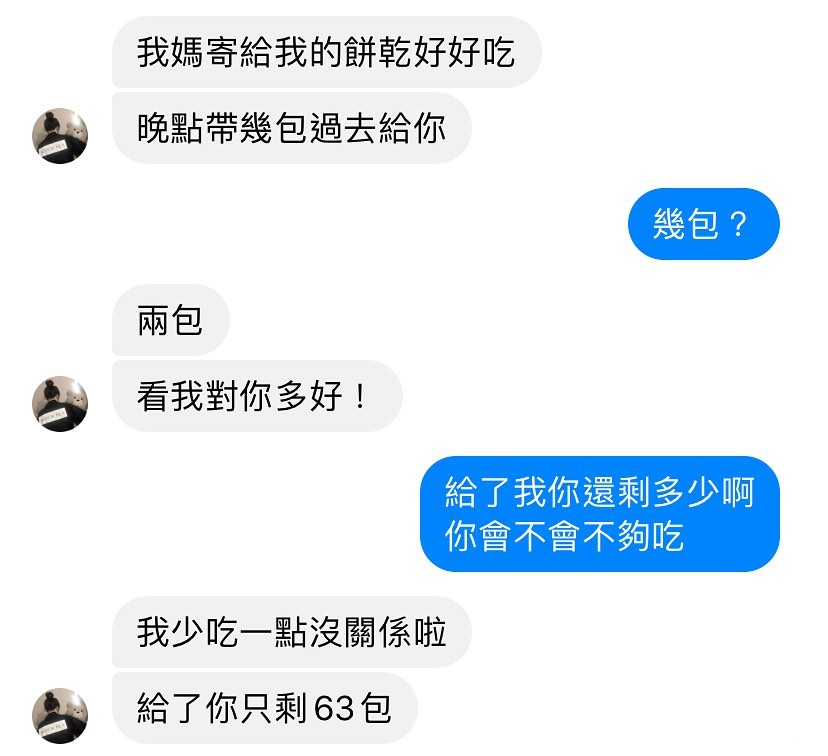 我媽寄給我的餅乾好好吃
晚點帶幾包過去給你
幾包？
兩包
看我對你多好！
給了我你還剩多少啊
你會不會不夠吃
我少吃一點沒關係啦
給了你只剩63包